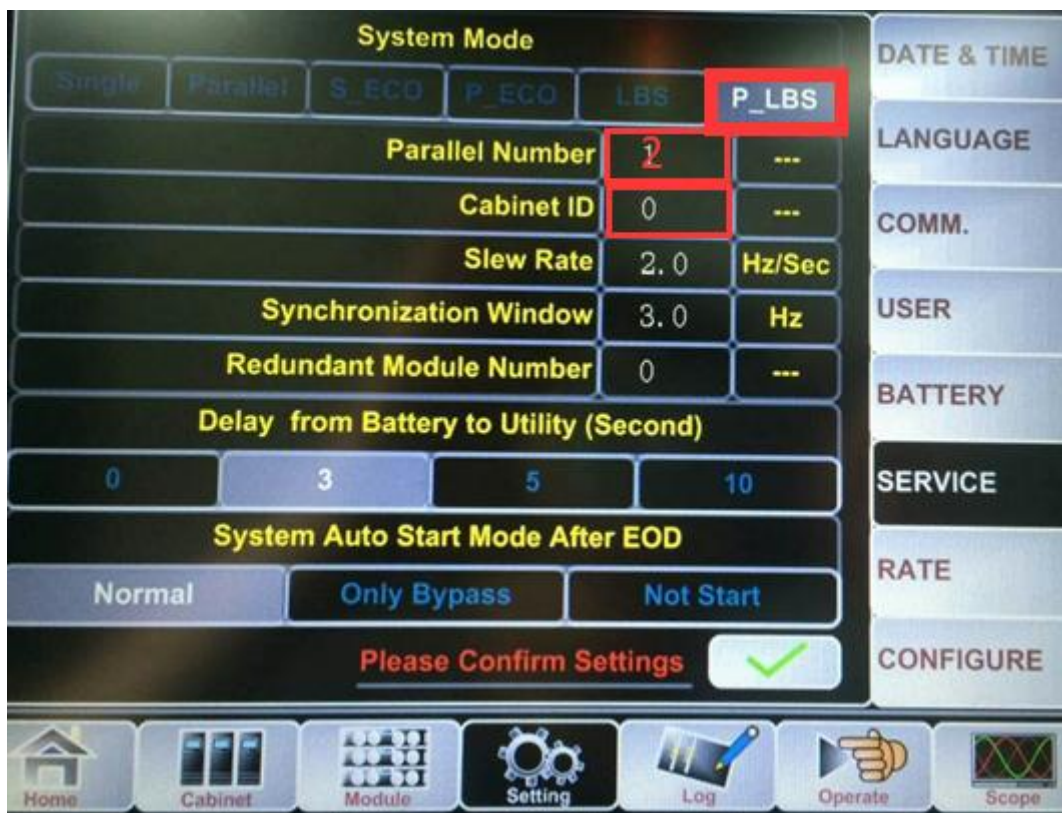 System Mode
Single Parallel S_ECO P_ECO LBS P_LBS
Parallel Number 2 ---
Cabinet ID 0 ---
Slew Rate 2.0 Hz/Sec
Synchronization Window 3.0 Hz
Redundant Module Number 0 ---
Delay from Battery to Utility (Second)
0 3 5 10
System Auto Start Mode After EOD
Normal Only Bypass Not Start
Please Confirm Settings
DATE & TIME
LANGUAGE
COMM.
USER
BATTERY
SERVICE
RATE
CONFIGURE
Home Cabinet Module Setting Log Operate Scope